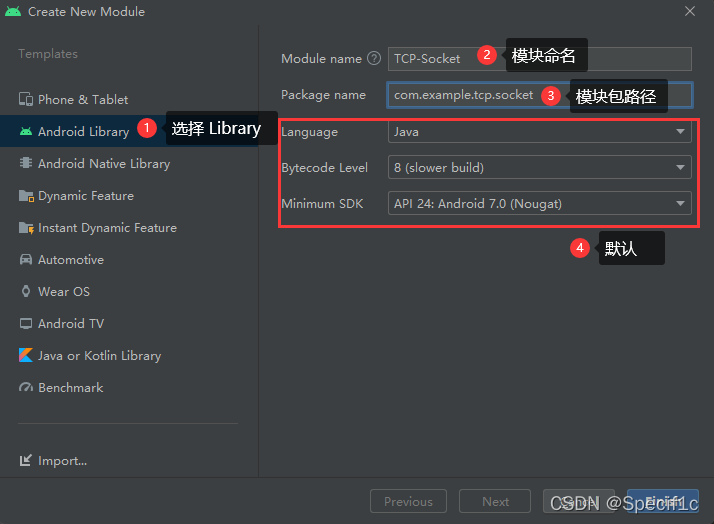 Create New Module
Templates
Phone & Tablet
Android Library
1
选择 Library
Android Native Library
Dynamic Feature
Instant Dynamic Feature
Automotive
Wear OS
Android TV
Java or Kotlin Library
Benchmark
Import...
Module name ?
TCP-Socket
2
模块命名
Package name
com.example.tcp.socket
3
模块包路径
Language
Java
Bytecode Level
8 (slower build)
Minimum SDK
API 24: Android 7.0 (Nougat)
4
默认
Previous
Next
Cancel
Finish
CSDN @Specif1c